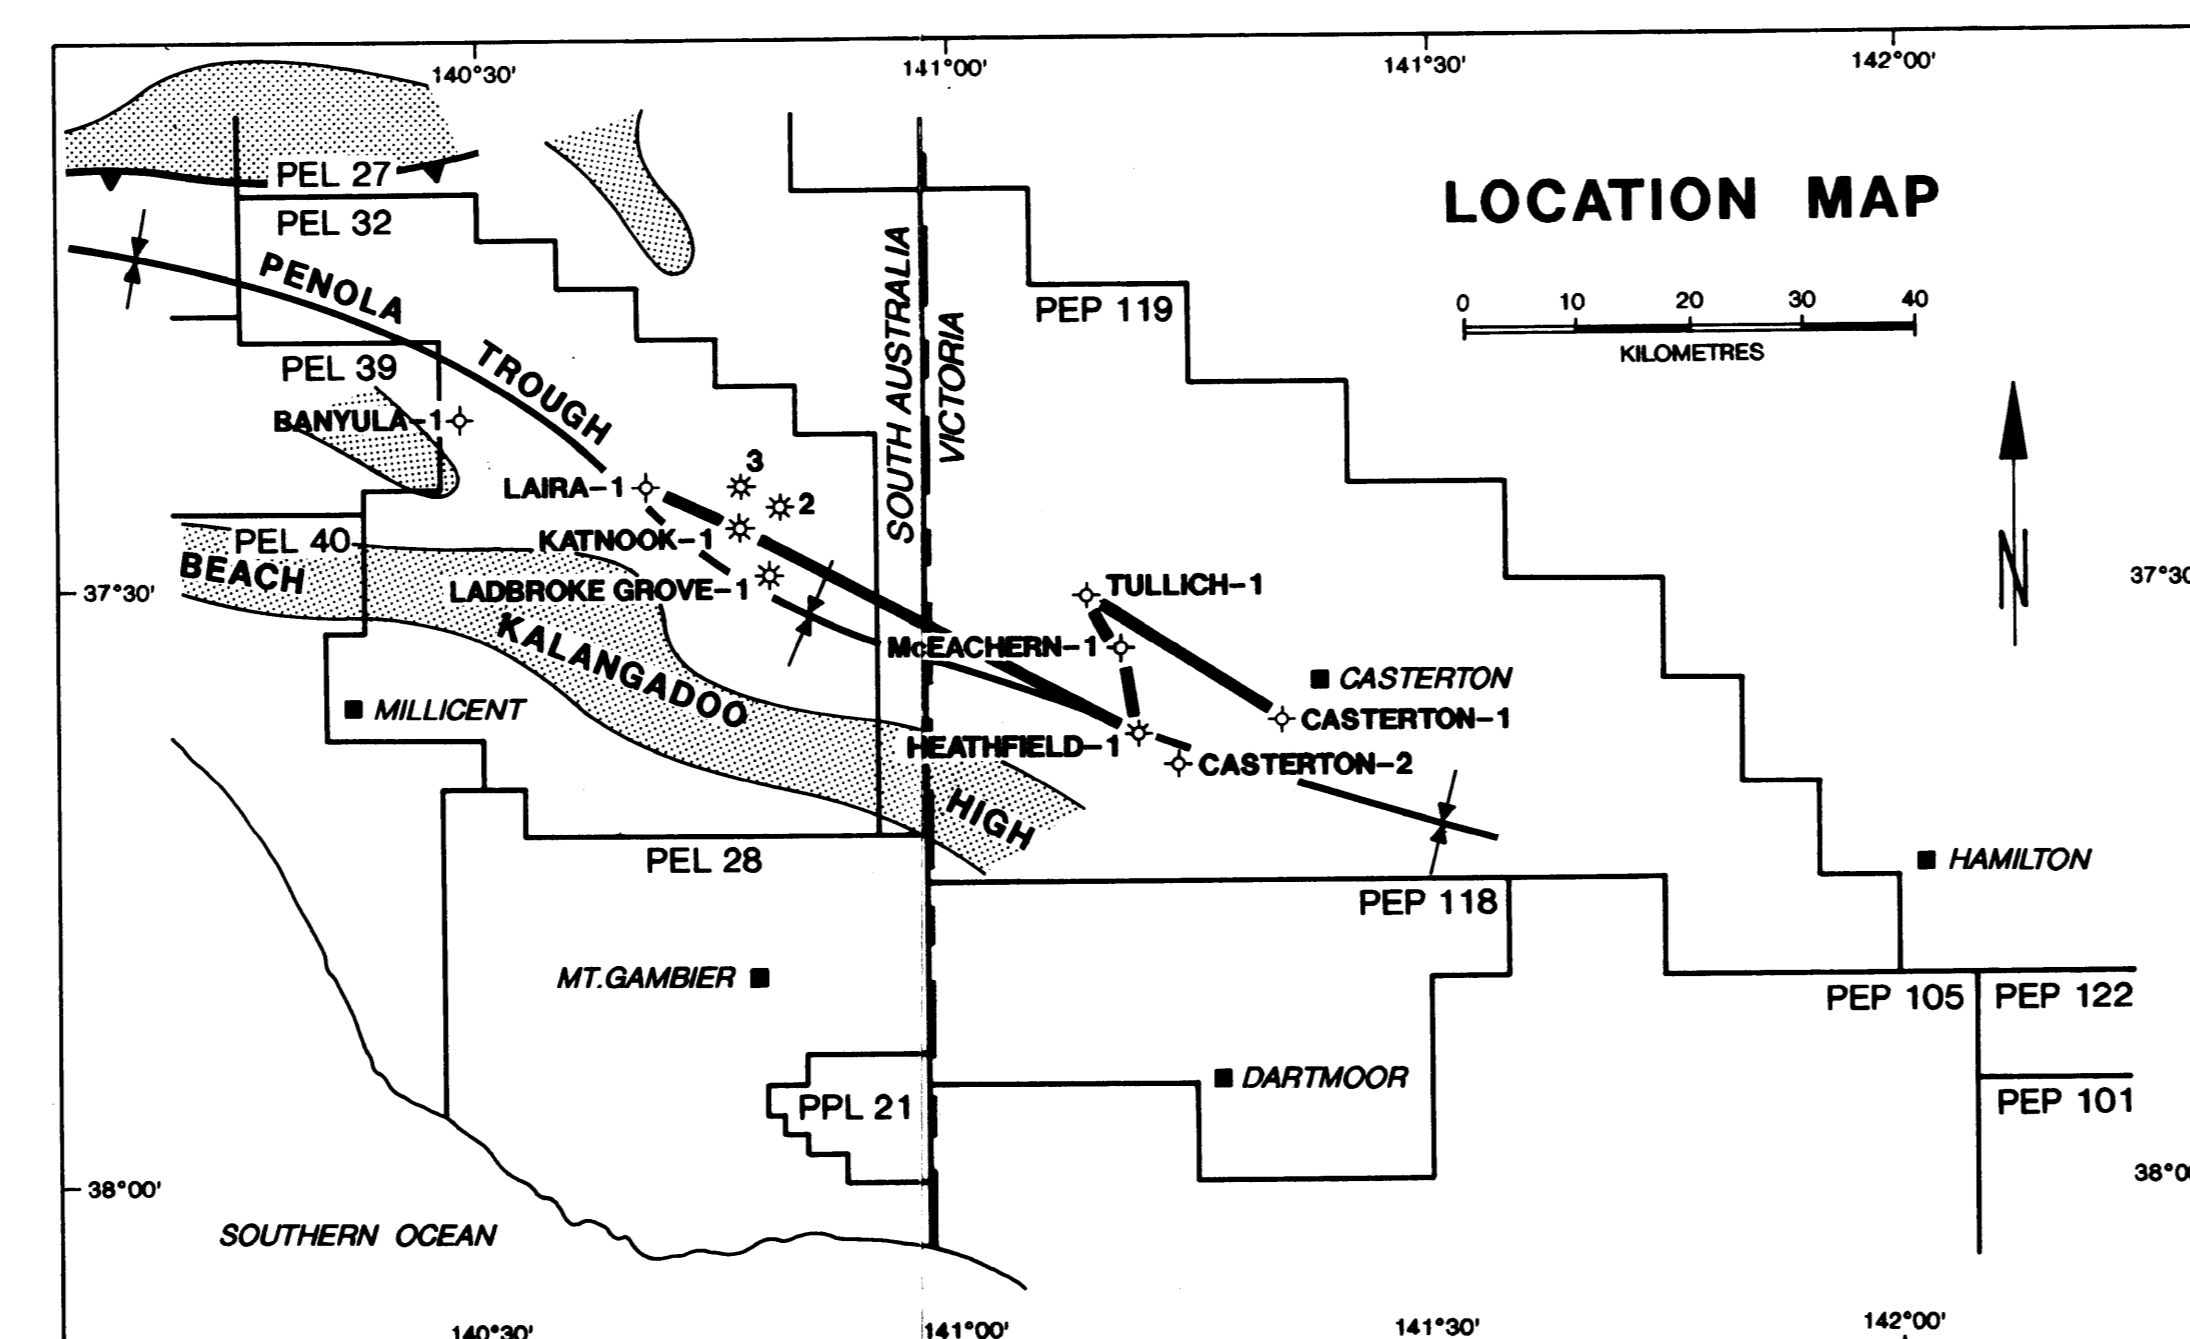 140°30'
141°00'
141°30'
142°00'
PEL 27
PEL 32
LOCATION MAP
PENOLA
TROUGH
SOUTH AUSTRALIA
VICTORIA
PEP 119
0 10 20 30 40
KILOMETRES
PEL 39
BANYULA-1
3
LAIRA-1
2
KATNOOK-1
N
PEL 40
BEACH
37°30'
LADBROKE GROVE-1
TULLICH-1
37°30
KALANGADOO
McEACHERN-1
CASTERTON
MILLICENT
CASTERTON-1
HEATHFIELD-1
CASTERTON-2
HIGH
PEL 28
HAMILTON
PEP 118
MT.GAMBIER
PEP 105
PEP 122
DARTMOOR
PPL 21
PEP 101
38°00'
38°0
SOUTHERN OCEAN
140°30'
141°00'
141°30'
142°00'